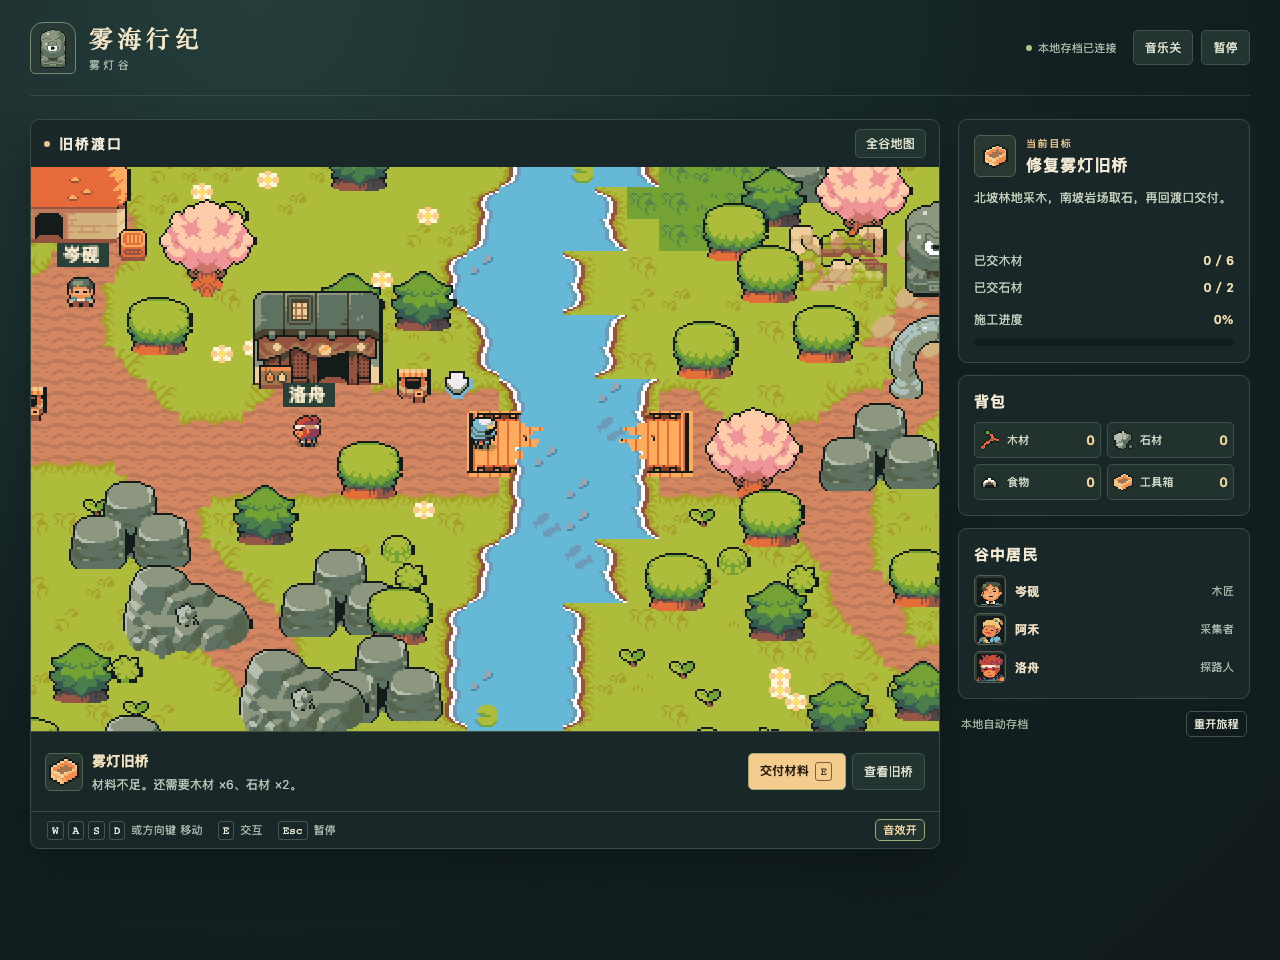 雾海行纪
雾灯谷
本地存档已连接
音乐关
暂停
旧桥渡口
全谷地图
岑砚
洛舟
雾灯旧桥
材料不足。还需要木材 ×6、石材 ×2。
交付材料 E
查看旧桥
W A S D 或方向键 移动 E 交互 Esc 暂停
音效开
当前目标
修复雾灯旧桥
北坡林地采木，南坡岩场取石，再回渡口交付。
已交木材 0 / 6
已交石材 0 / 2
施工进度 0%
背包
木材 0
石材 0
食物 0
工具箱 0
谷中居民
岑砚 木匠
阿禾 采集者
洛舟 探路人
本地自动存档
重开旅程